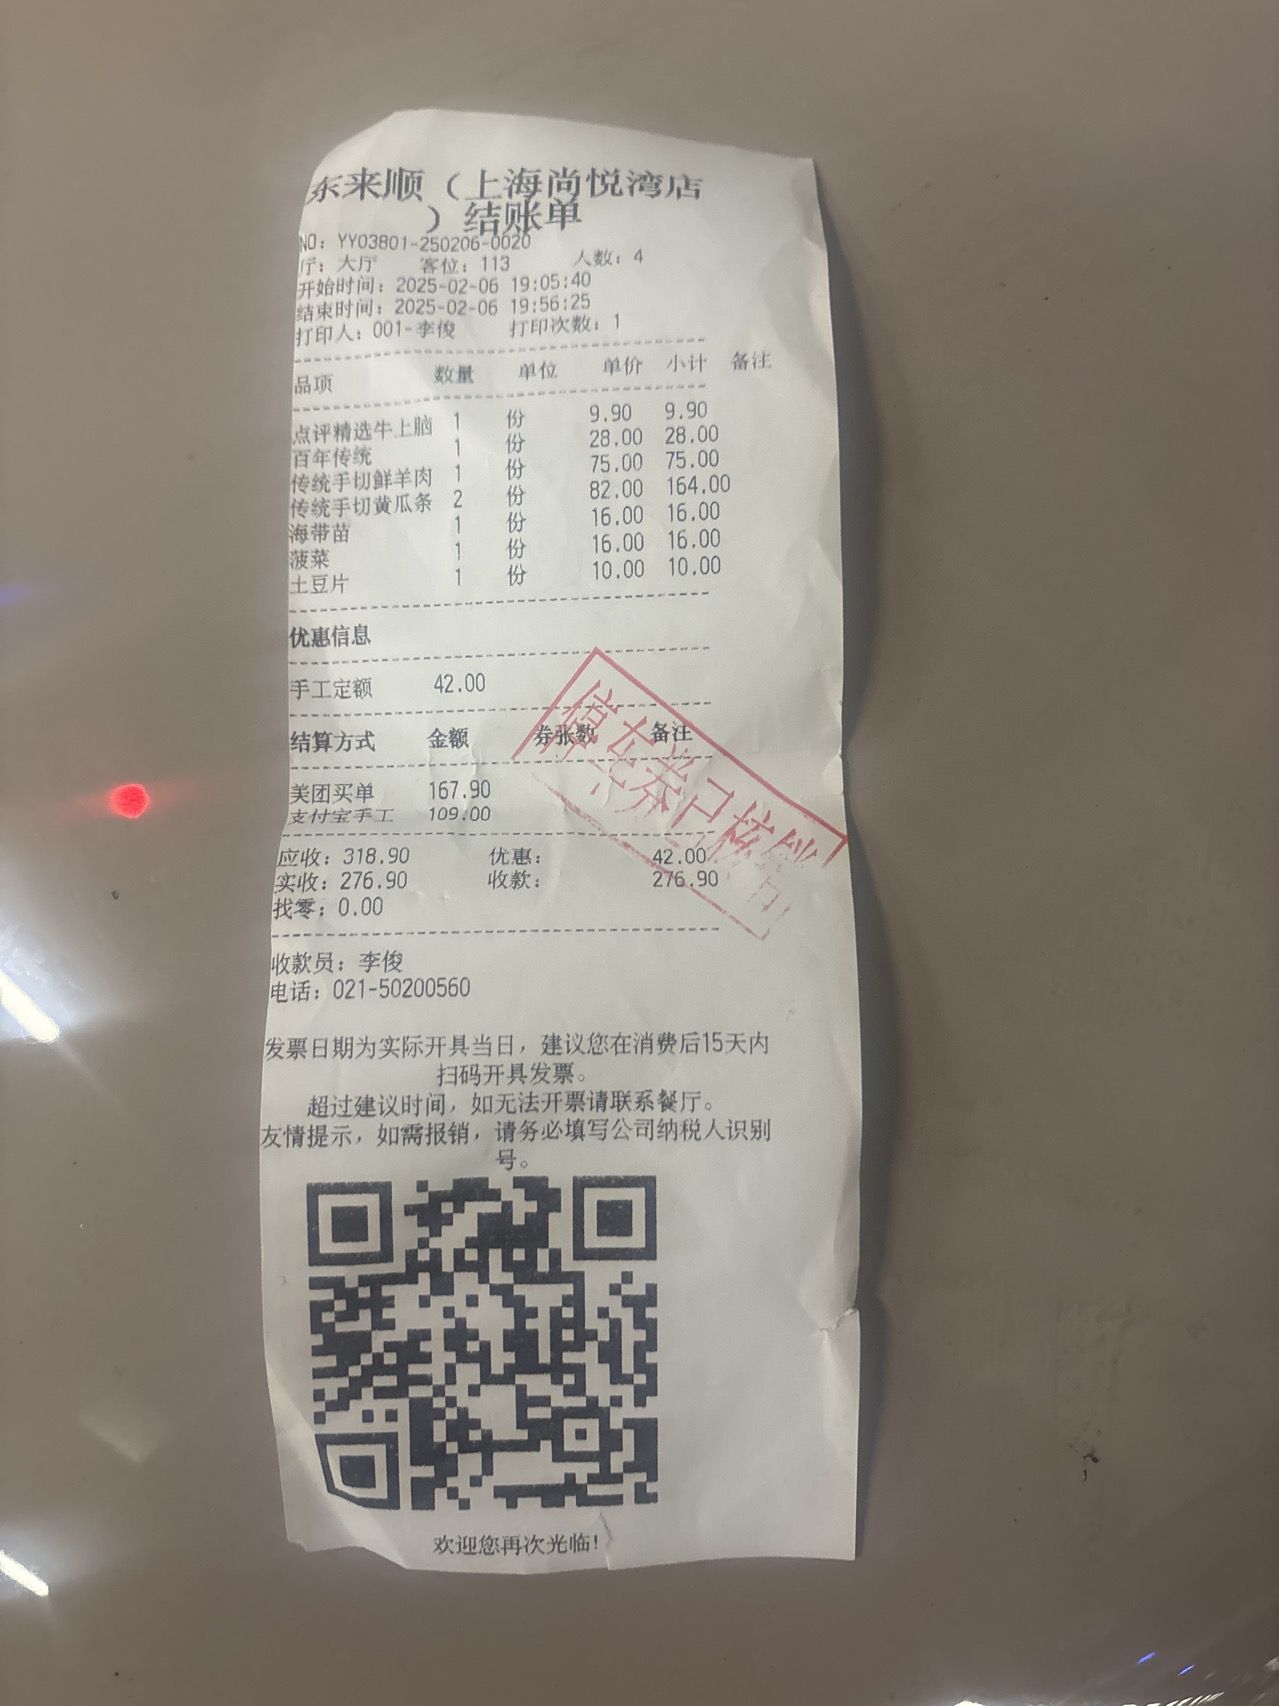 东来顺（上海尚悦湾店
）结账单
NO：YY03801-250206-0020
厅：大厅 客位：113 人数：4
开始时间：2025-02-06 19:05:40
结束时间：2025-02-06 19:56:25
打印人：001-李俊 打印次数：1
品项 数量 单位 单价 小计 备注
点评精选牛上脑 1 份 9.90 9.90
百年传统 1 份 28.00 28.00
传统手切鲜羊肉 1 份 75.00 75.00
传统手切黄瓜条 2 份 82.00 164.00
海带苗 1 份 16.00 16.00
菠菜 1 份 16.00 16.00
土豆片 1 份 10.00 10.00
优惠信息
手工定额 42.00
结算方式 金额 券张数 备注
美团买单 167.90
支付宝手工 109.00
停车券已核销
应收：318.90 优惠： 42.00
实收：276.90 收款： 276.90
找零：0.00
收款员：李俊
电话：021-50200560
发票日期为实际开具当日，建议您在消费后15天内
扫码开具发票。
超过建议时间，如无法开票请联系餐厅。
友情提示，如需报销，请务必填写公司纳税人识别
号。
欢迎您再次光临！